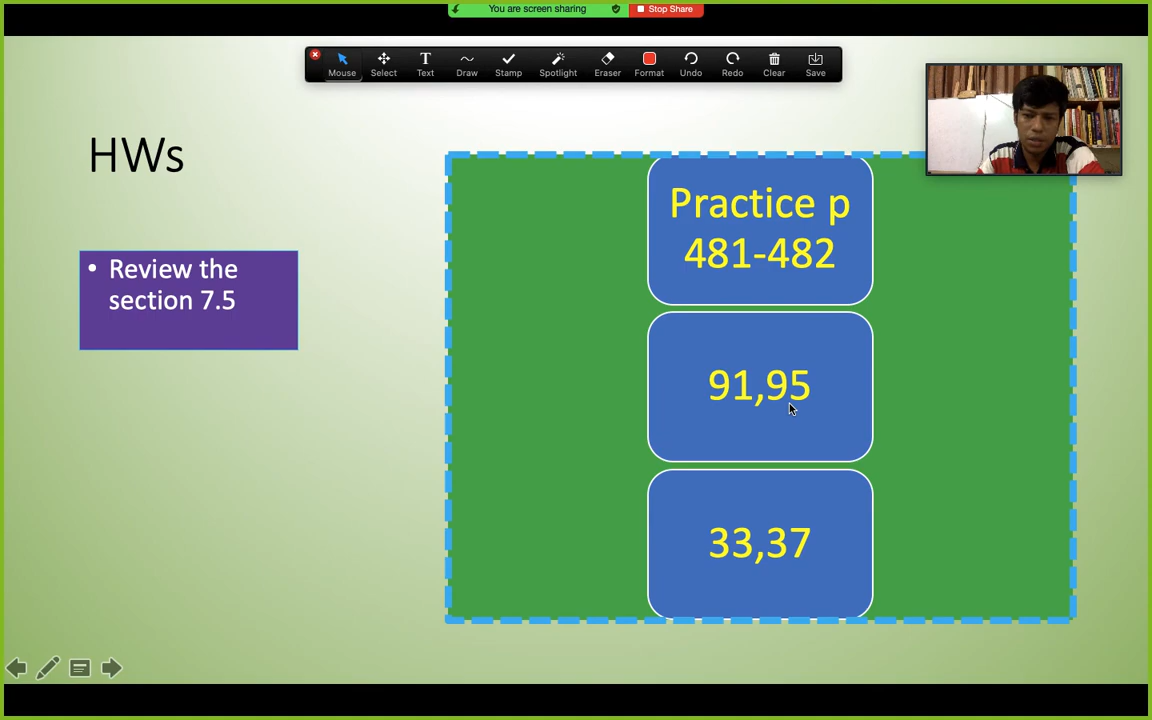 You are screen sharing
Stop Share
Mouse
Select
Text
Draw
Stamp
Spotlight
Eraser
Format
Undo
Redo
Clear
Save
HWs
• Review the
section 7.5
Practice p
481-482
91,95
33,37